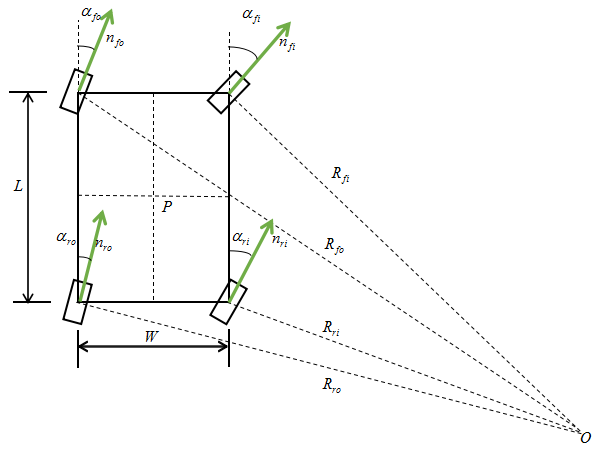 α_fo
n_fo
α_fi
n_fi
L
P
R_fi
R_fo
α_ro
n_ro
α_ri
n_ri
W
R_ri
R_ro
O